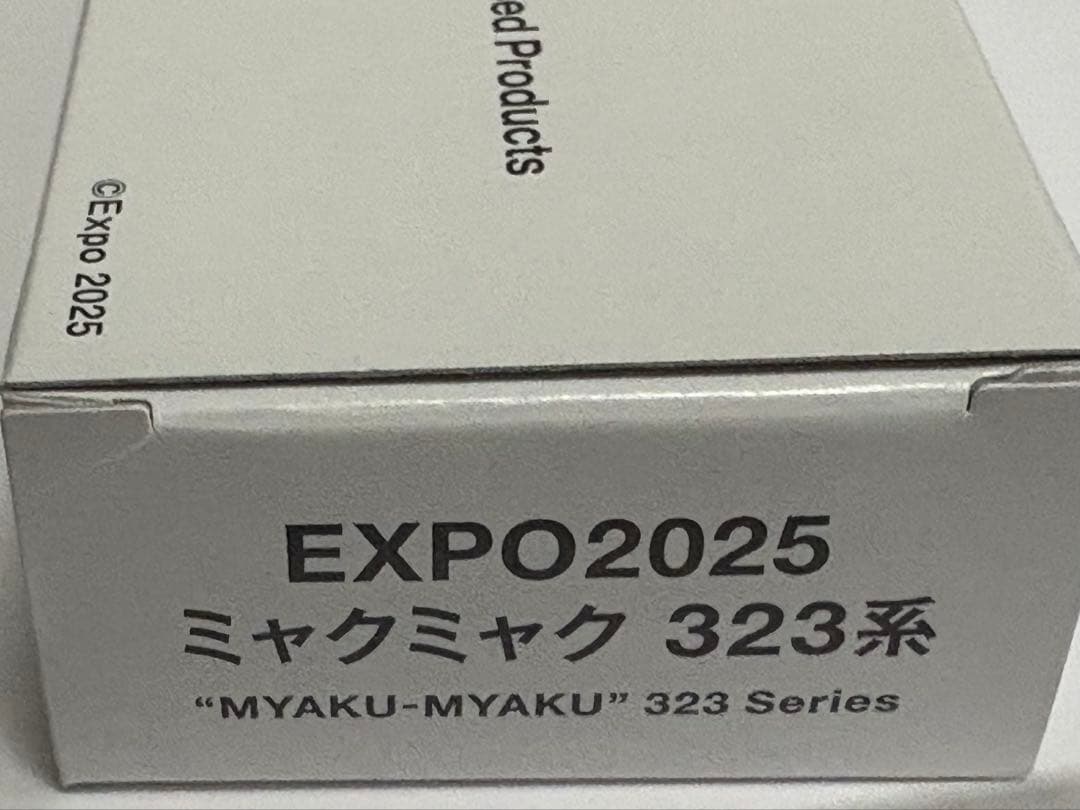 Products
©Expo 2025
EXPO2025
ミャクミャク 323系
“MYAKU-MYAKU” 323 Series